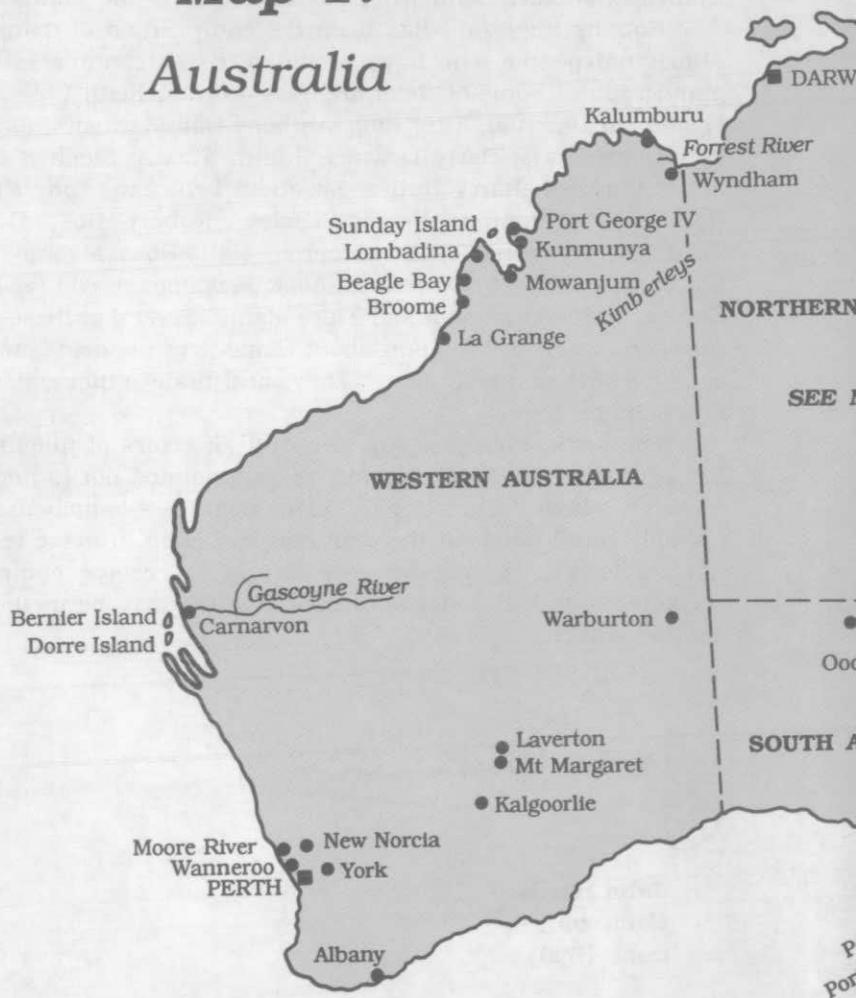 Australia
DARW
Kalumburu
Forrest River
Wyndham
Sunday Island
Port George IV
Lombadina
Kunmunya
Beagle Bay
Mowanjum
Broome
Kimberleys
La Grange
NORTHERN
SEE
WESTERN AUSTRALIA
Gascoyne River
Bernier Island
Carnarvon
Dorre Island
Warburton
Ood
SOUTH A
Laverton
Mt Margaret
Kalgoorlie
Moore River
New Norcia
Wanneroo
York
PERTH
Albany
P
Por